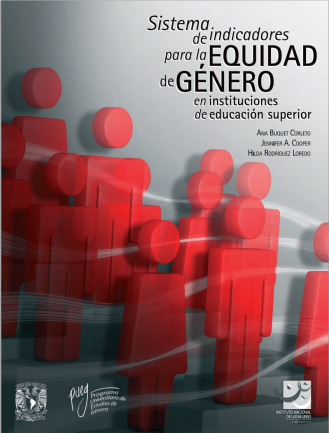 Sistema
de indicadores
para la EQUIDAD
de GÉNERO
en instituciones
de educación superior
ANA BUQUET CORLETO
JENNIFER A. COOPER
HILDA RODRÍGUEZ LOREDO
pueg
Programa
Universitario de
Estudios de
Género
INSTITUTO NACIONAL
DE LAS MUJERES